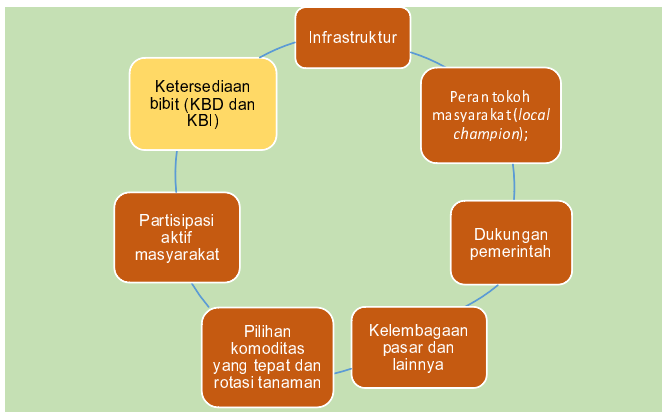 Infrastruktur
Peran tokoh
masyarakat (local
champion);
Dukungan
pemerintah
Kelembagaan
pasar dan
lainnya
Pilihan
komoditas
yang tepat dan
rotasi tanaman
Partisipasi
aktif
masyarakat
Ketersediaan
bibit (KBD dan
KBI)